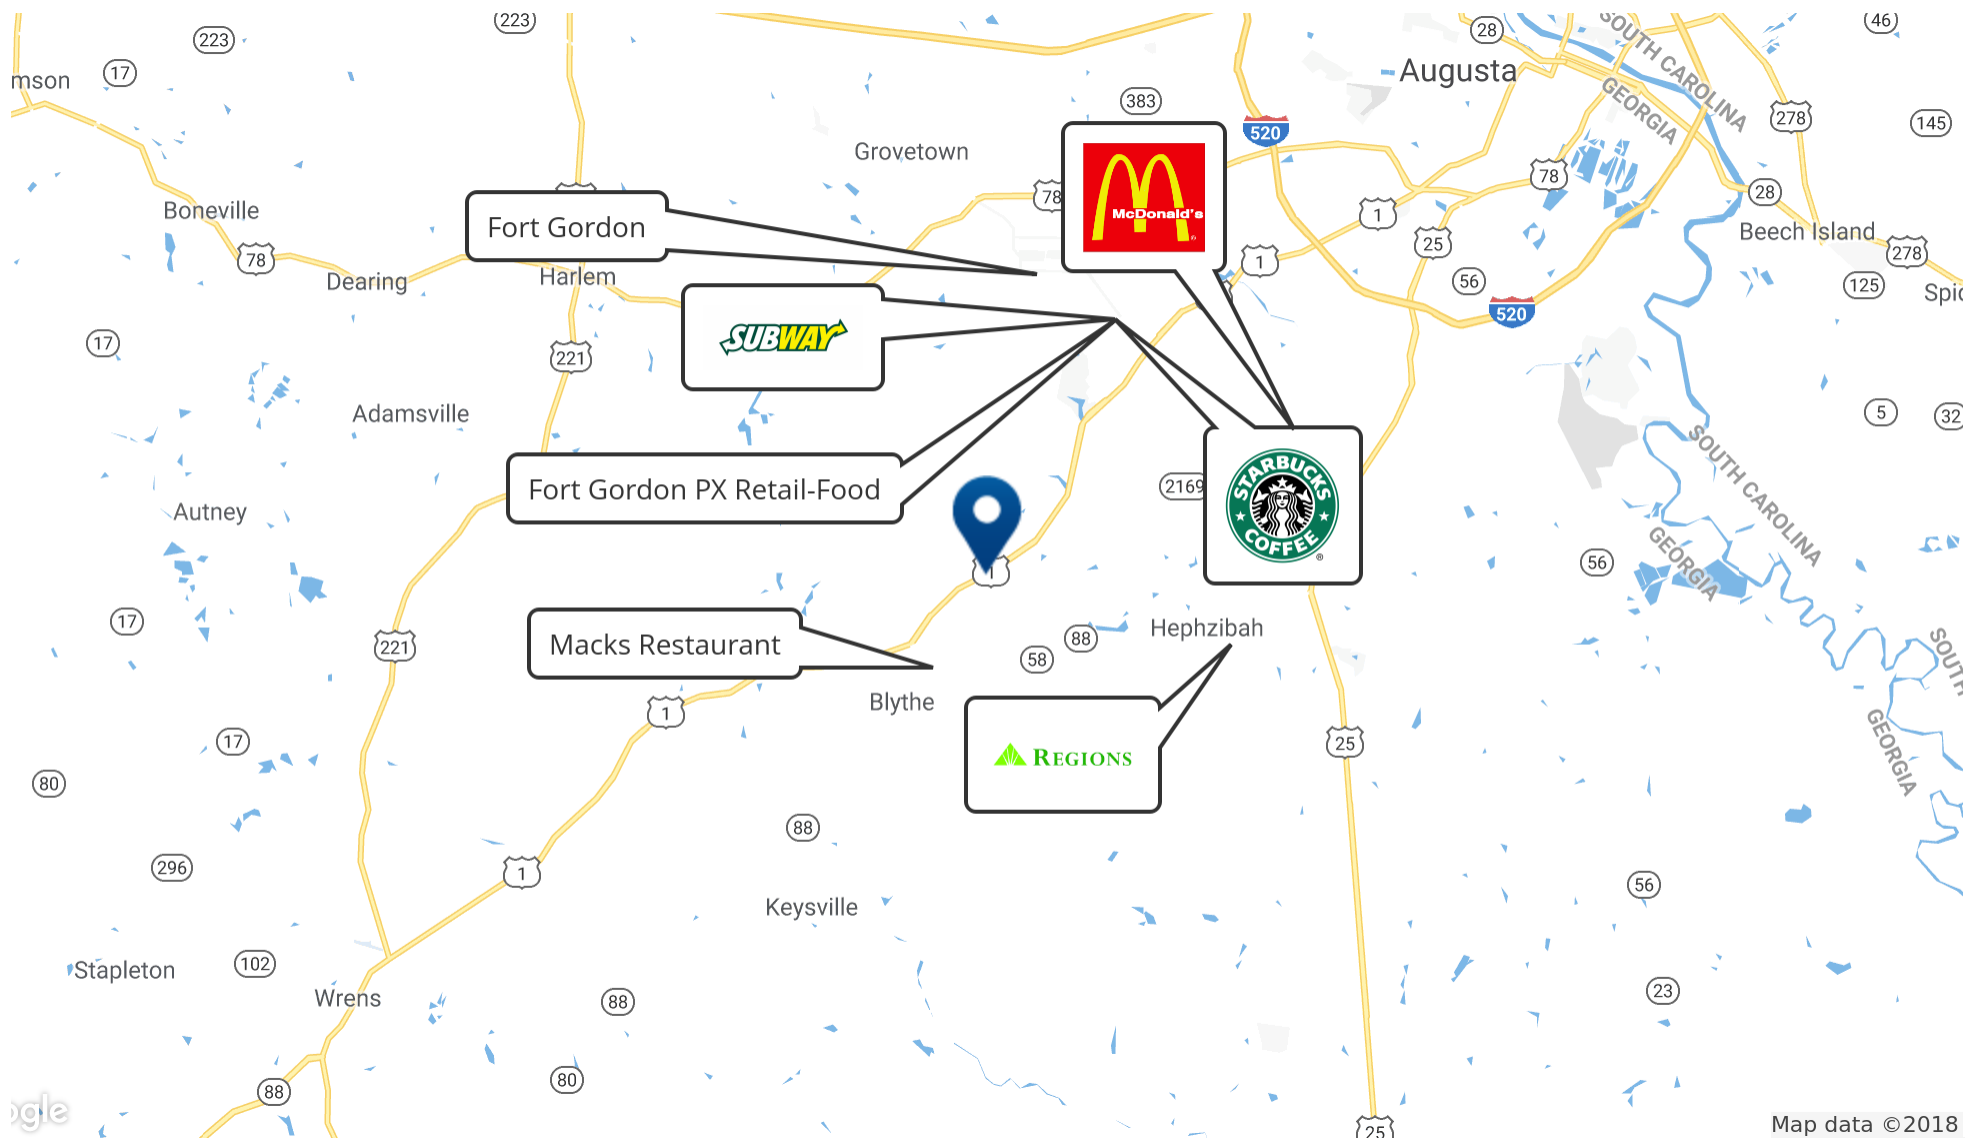 223
223
46
28
17
mson
Augusta
SOUTH CAROLINA
GEORGIA
383
278
145
520
Grovetown
78
78
28
McDonald's
Boneville
1
Fort Gordon
25
Beech Island
278
78
1
Dearing
Harlem
56
125
Spic
520
SUBWAY
17
221
Adamsville
5
32
SOUTH CAROLINA
2169
STARBUCKS
COFFEE
Fort Gordon PX Retail-Food
Autney
GEORGIA
56
1
17
Hephzibah
88
221
Macks Restaurant
58
SOUTH
Blythe
1
REGIONS
25
17
GEORGIA
80
88
296
1
56
Keysville
102
Stapleton
Wrens
88
23
80
88
ogle
25
Map data ©2018